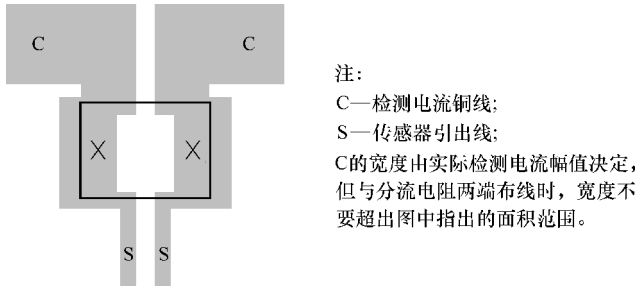 C
C
X
X
S
S
注：
C—检测电流铜线;
S—传感器引出线;
C的宽度由实际检测电流幅值决定，
但与分流电阻两端布线时，宽度不
要超出图中指出的面积范围。